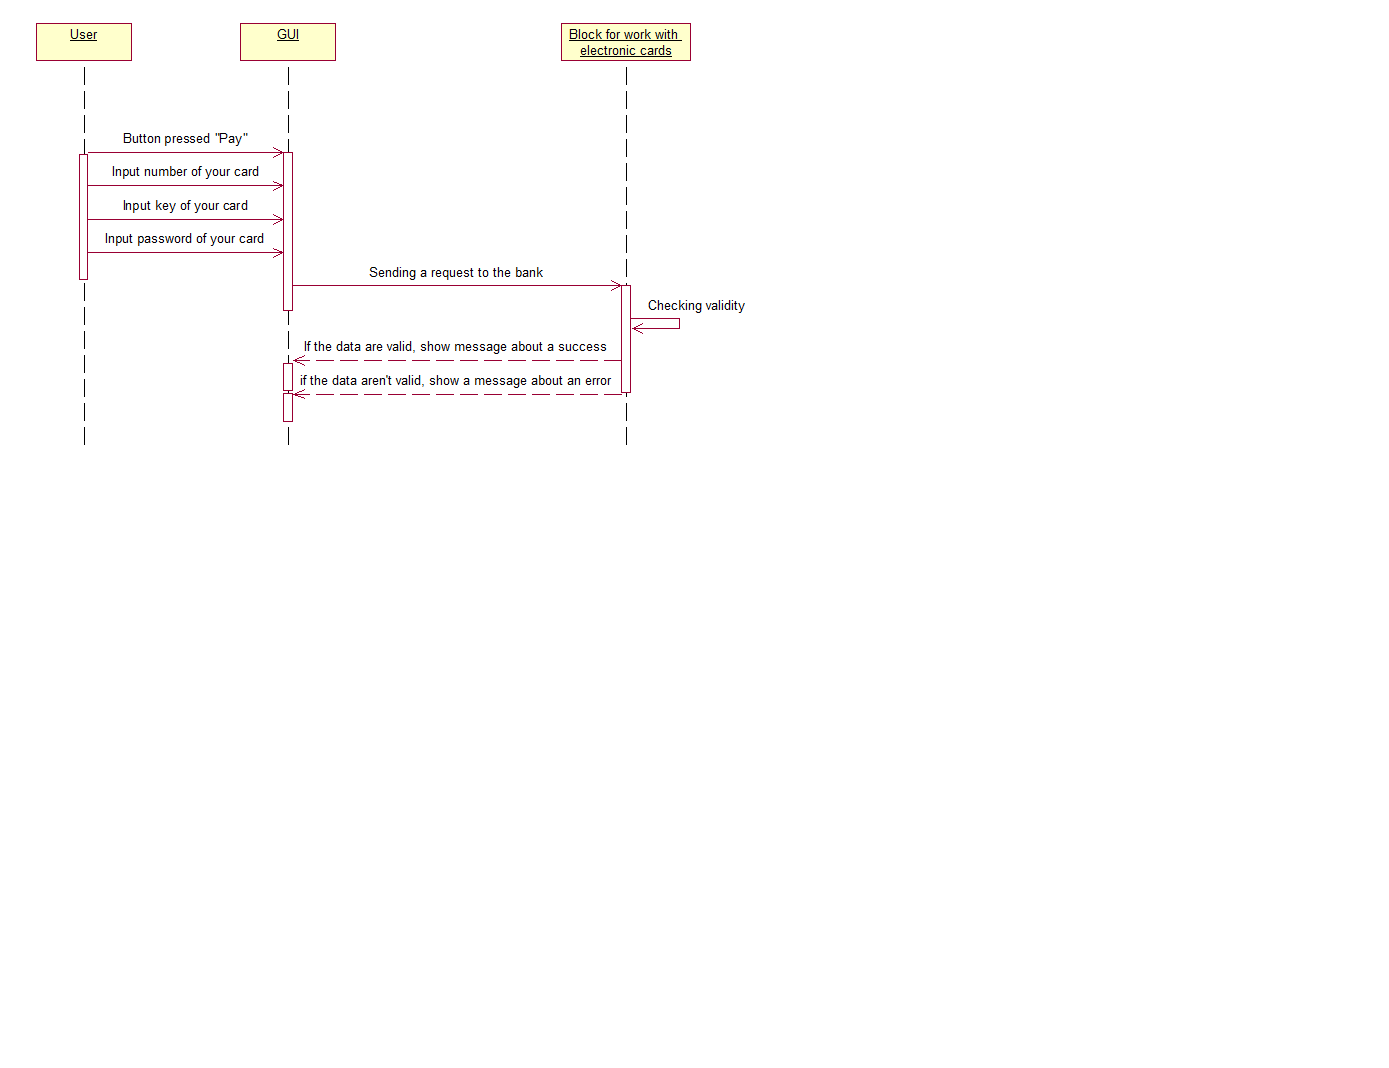 User
GUI
Block for work with
electronic cards
Button pressed "Pay"
Input number of your card
Input key of your card
Input password of your card
Sending a request to the bank
Checking validity
If the data are valid, show message about a success
if the data aren't valid, show a message about an error